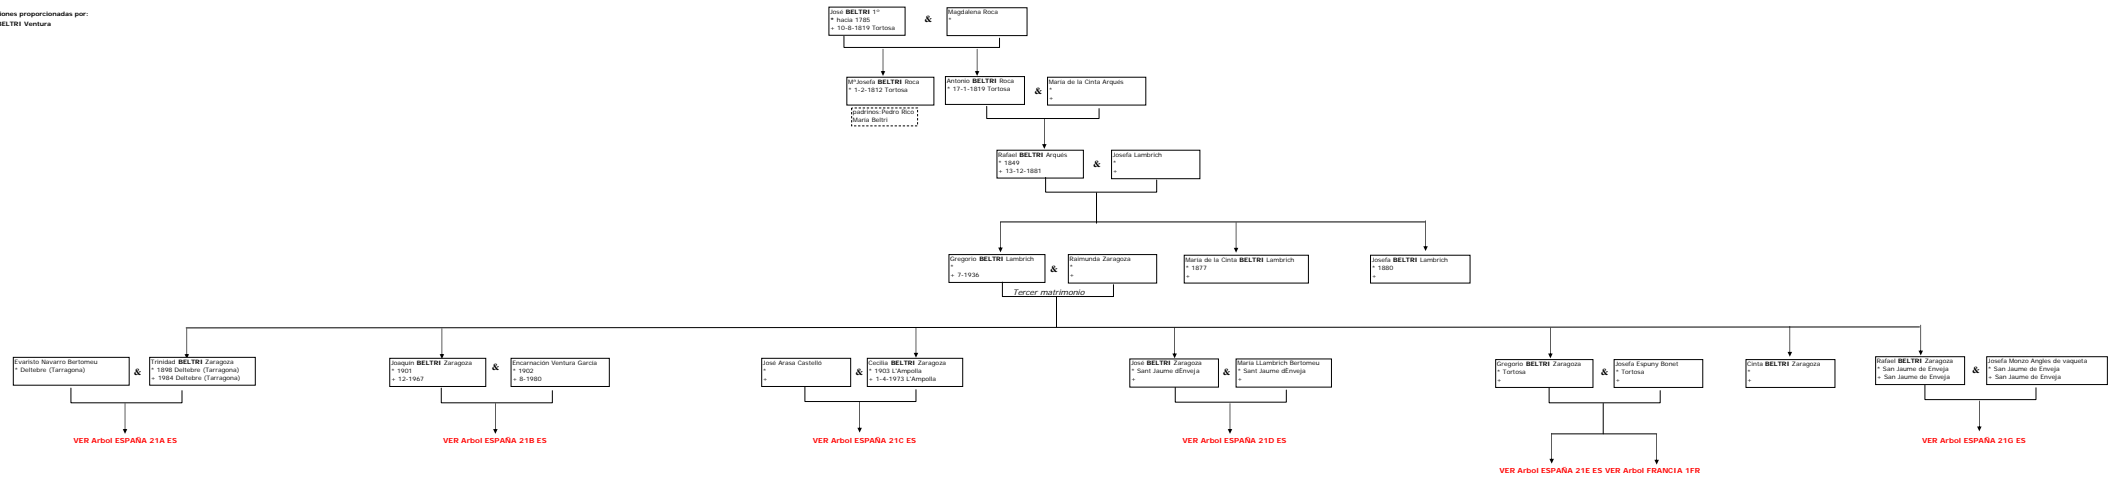 iones proporcionadas por:
BELTRI Ventura
José BELTRI 1º
* hacia 1785
+ 10-8-1819 Tortosa
&
Magdalena Roca
*
MªJosefa BELTRI Roca
* 1-2-1812 Tortosa
padrinos:Pedro Rico
Maria Beltri
Antonio BELTRI Roca
* 17-1-1819 Tortosa
&
Maria de la Cinta Arqués
*
+
Rafael BELTRI Arqués
* 1849
+ 13-12-1881
&
Josefa Lambrich
*
+
Gregorio BELTRI Lambrich
*
+ 7-1936
&
Raimunda Zaragoza
*
+
Tercer matrimonio
Maria de la Cinta BELTRI Lambrich
* 1877
+
Josefa BELTRI Lambrich
* 1880
+
Evaristo Navarro Bertomeu
* Deltebre (Tarragona)
&
Trinidad BELTRI Zaragoza
* 1898 Deltebre (Tarragona)
+ 1984 Deltebre (Tarragona)
Joaquin BELTRI Zaragoza
* 1901
+ 12-1967
&
Encarnación Ventura Garcia
* 1902
+ 8-1980
José Arasa Castelló
*
+
&
Cecilia BELTRI Zaragoza
* 1903 L'Ampolla
+ 1-4-1973 L'Ampolla
José BELTRI Zaragoza
* Sant Jaume dEnveja
+
&
Maria LLambrich Bertomeu
* Sant Jaume dEnveja
+
Gregorio BELTRI Zaragoza
* Tortosa
+
&
Josefa Espuny Bonet
* Tortosa
+
Cinta BELTRI Zaragoza
*
+
Rafael BELTRI Zaragoza
* San Jaume de Enveja
+ San Jaume de Enveja
&
Josefa Monzo Angles de vaqueta
* San Jaume de Enveja
+ San Jaume de Enveja
VER Arbol ESPAÑA 21A ES
VER Arbol ESPAÑA 21B ES
VER Arbol ESPAÑA 21C ES
VER Arbol ESPAÑA 21D ES
VER Arbol ESPAÑA 21E ES VER Arbol FRANCIA 1FR
VER Arbol ESPAÑA 21G ES